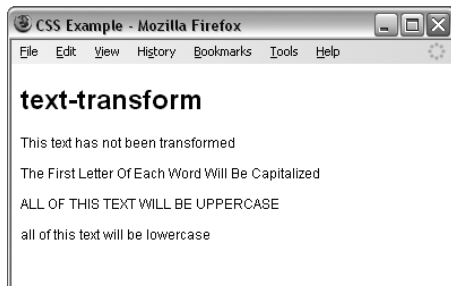 CSS Example - Mozilla Firefox
File Edit View History Bookmarks Tools Help
text-transform
This text has not been transformed
The First Letter Of Each Word Will Be Capitalized
ALL OF THIS TEXT WILL BE UPPERCASE
all of this text will be lowercase